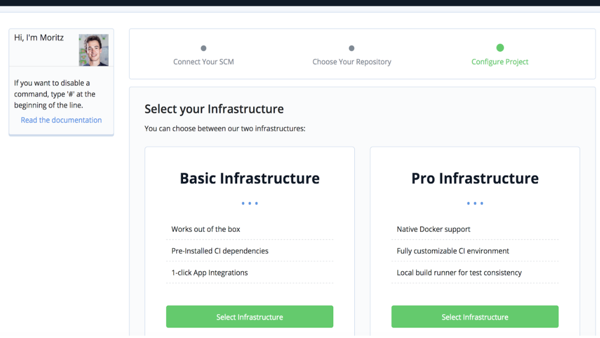 Hi, I'm Moritz
If you want to disable a
command, type '#' at the
beginning of the line.
Read the documentation
Connect Your SCM
Choose Your Repository
Configure Project
Select your Infrastructure
You can choose between our two infrastructures:
Basic Infrastructure
Works out of the box
Pre-Installed CI dependencies
1-click App Integrations
Select Infrastructure
Pro Infrastructure
Native Docker support
Fully customizable CI environment
Local build runner for test consistency
Select Infrastructure